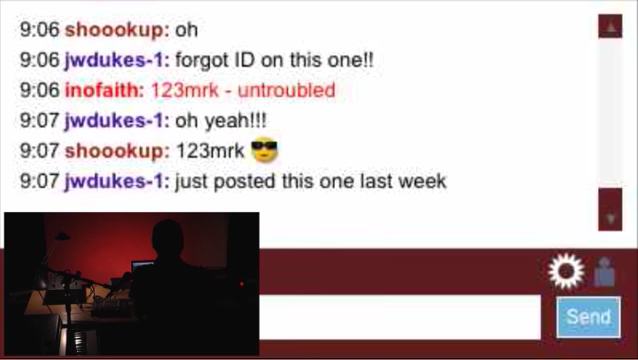 9:06 shoookup: oh
9:06 jwdukes-1: forgot ID on this one!!
9:06 inofaith: 123mrk - untroubled
9:07 jwdukes-1: oh yeah!!!
9:07 shoookup: 123mrk 😎
9:07 jwdukes-1: just posted this one last week
Send